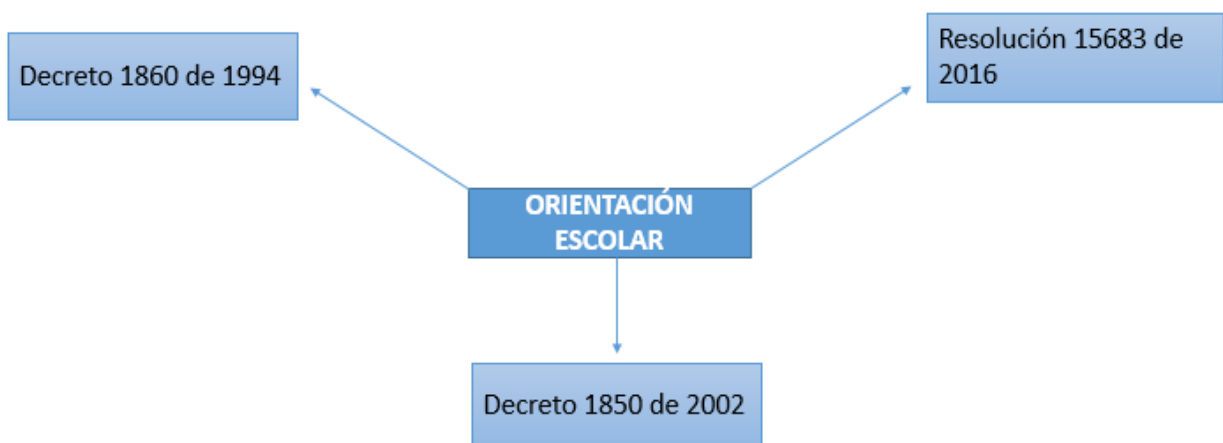 Decreto 1860 de 1994
Resolución 15683 de
2016
ORIENTACIÓN
ESCOLAR
Decreto 1850 de 2002